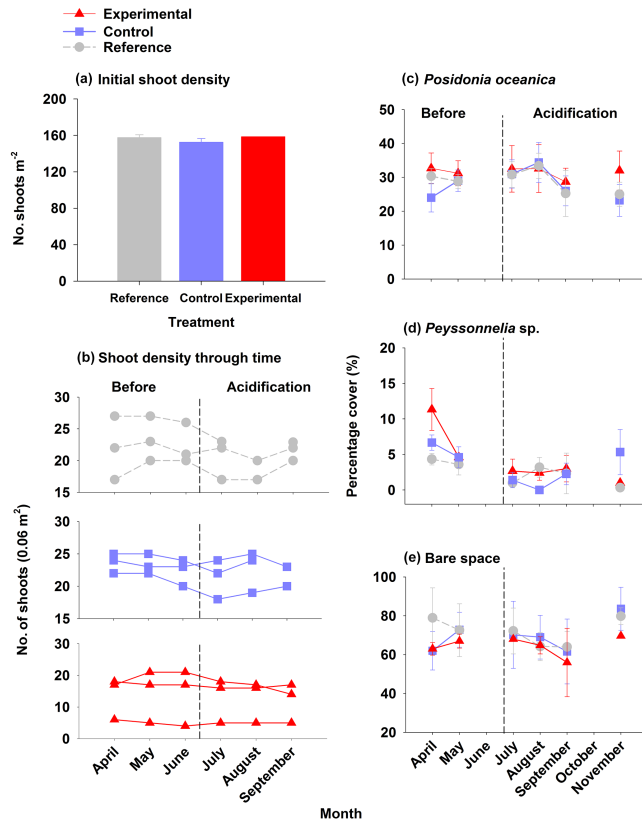 Experimental
Control
Reference
(a) Initial shoot density
No. shoots m-2
200
160
120
80
40
0
Reference Control Experimental
Treatment
(b) Shoot density through time
Before Acidification
No. of shoots (0.06 m2)
30
25
20
15
30
25
20
15
30
20
10
0
April May June July August September
(c) Posidonia oceanica
Before Acidification
50
40
30
20
10
0
(d) Peyssonnelia sp.
Percentage cover (%)
20
15
10
5
0
(e) Bare space
100
80
60
40
20
April May June July August September October November
Month